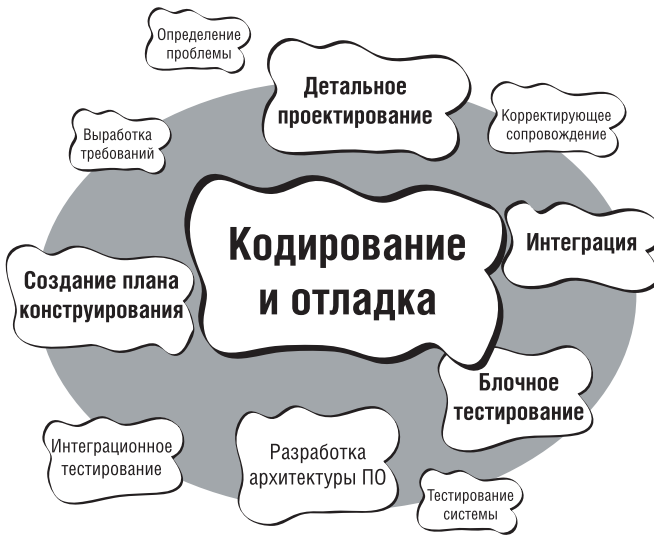 Определение
проблемы
Детальное
проектирование
Корректирующее
сопровождение
Выработка
требований
Кодирование
и отладка
Интеграция
Создание плана
конструирования
Блочное
тестирование
Интеграционное
тестирование
Разработка
архитектуры ПО
Тестирование
системы